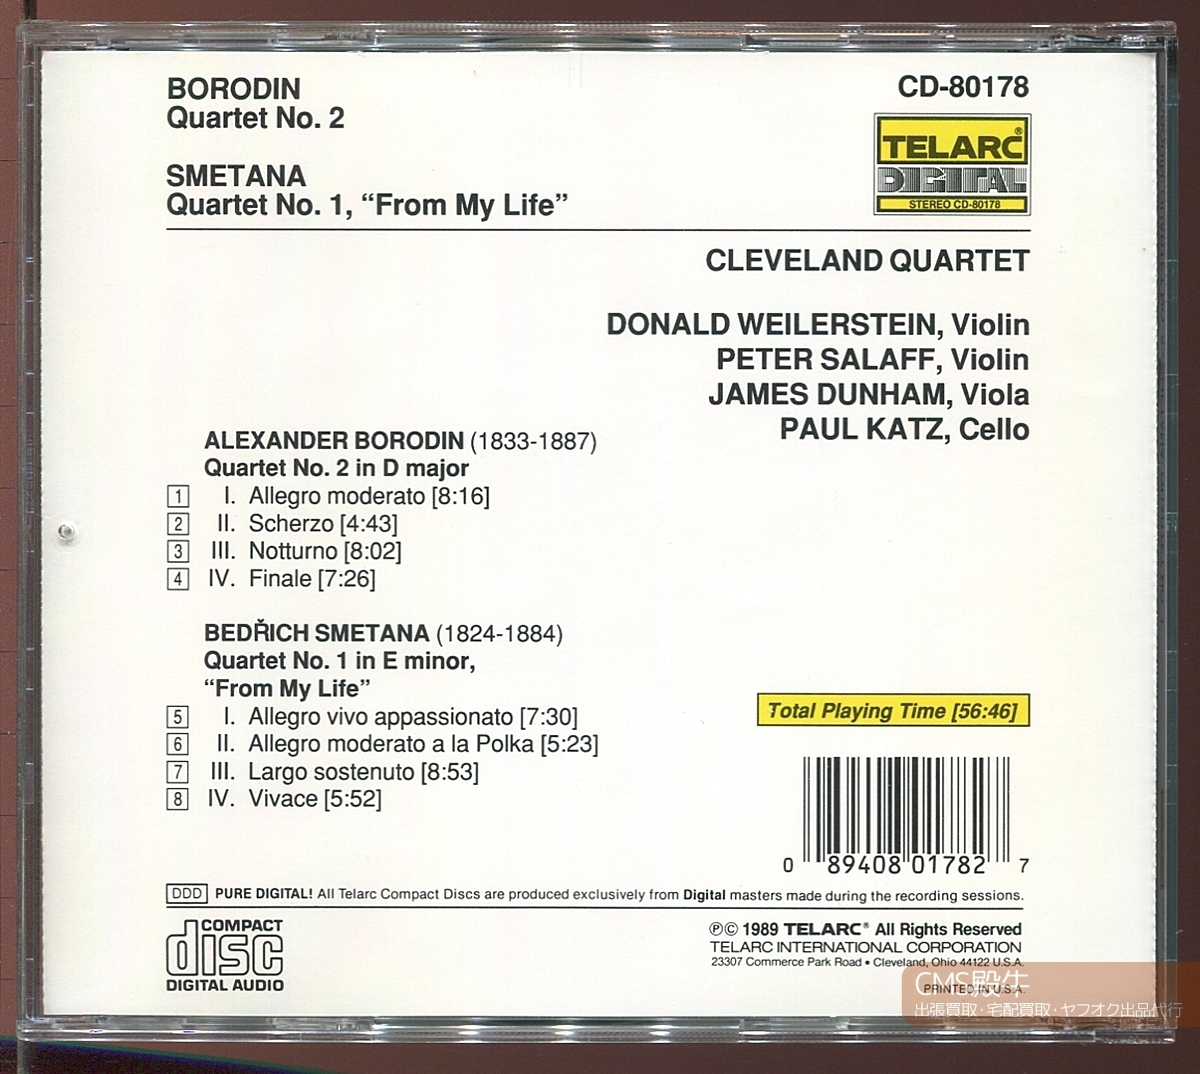 BORODIN
Quartet No. 2
SMETANA
Quartet No. 1, “From My Life”
CD-80178
TELARC®
DIGITAL
STEREO CD-80178
CLEVELAND QUARTET
DONALD WEILERSTEIN, Violin
PETER SALAFF, Violin
JAMES DUNHAM, Viola
PAUL KATZ, Cello
ALEXANDER BORODIN (1833-1887)
Quartet No. 2 in D major
1 I. Allegro moderato [8:16]
2 II. Scherzo [4:43]
3 III. Notturno [8:02]
4 IV. Finale [7:26]
BEDŘICH SMETANA (1824-1884)
Quartet No. 1 in E minor,
“From My Life”
5 I. Allegro vivo appassionato [7:30]
6 II. Allegro moderato a la Polka [5:23]
7 III. Largo sostenuto [8:53]
8 IV. Vivace [5:52]
Total Playing Time [56:46]
0 89408 01782 7
DDD PURE DIGITAL! All Telarc Compact Discs are produced exclusively from Digital masters made during the recording sessions.
COMPACT
disc
DIGITAL AUDIO
℗© 1989 TELARC® All Rights Reserved
TELARC INTERNATIONAL CORPORATION
23307 Commerce Park Road • Cleveland, Ohio 44122 U.S.A.
PRINTED IN U.S.A.
CMS殿牛
出張買取・宅配買取・ヤフオク出品代行